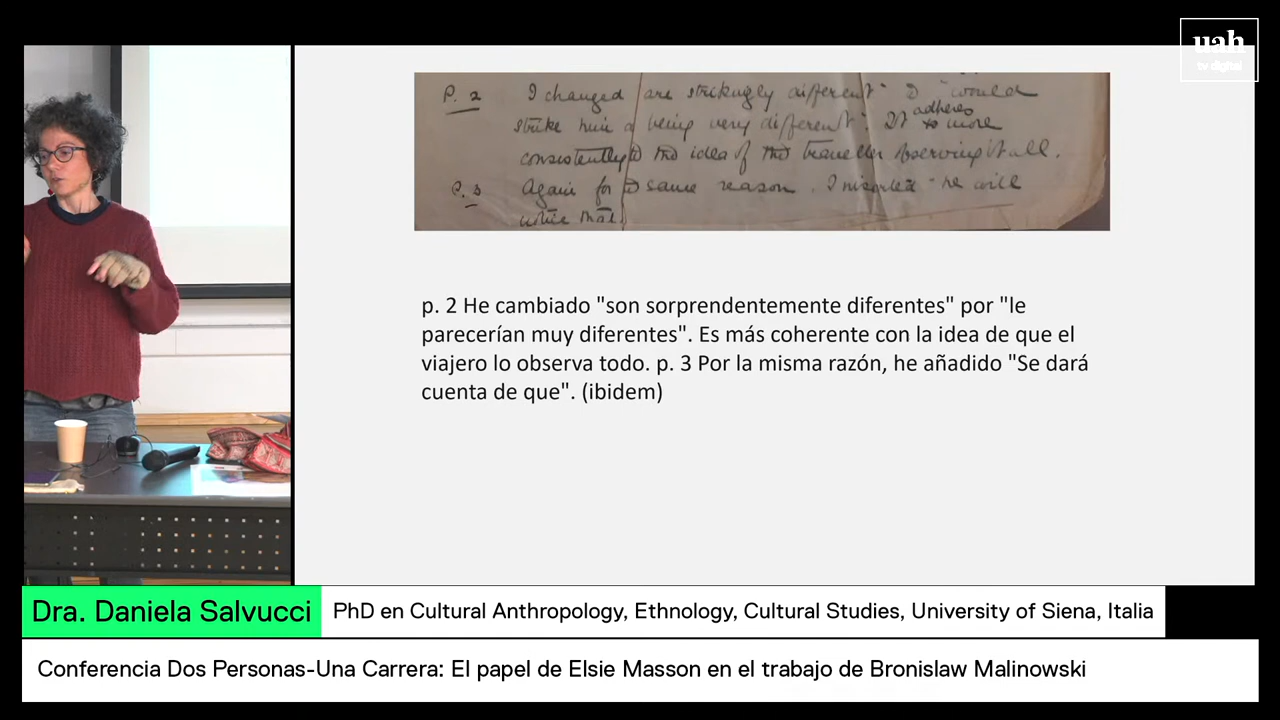 uah
tv digital
P. 2 I changed "are strikingly different" to "would
strike him as being very different". It adheres more
consistently to the idea of the traveller observing it all.
P. 3 Again for the same reason. I inserted "he will
notice that"
p. 2 He cambiado "son sorprendentemente diferentes" por "le
parecerían muy diferentes". Es más coherente con la idea de que el
viajero lo observa todo. p. 3 Por la misma razón, he añadido "Se dará
cuenta de que". (ibidem)
Dra. Daniela Salvucci PhD en Cultural Anthropology, Ethnology, Cultural Studies, University of Siena, Italia
Conferencia Dos Personas-Una Carrera: El papel de Elsie Masson en el trabajo de Bronislaw Malinowski